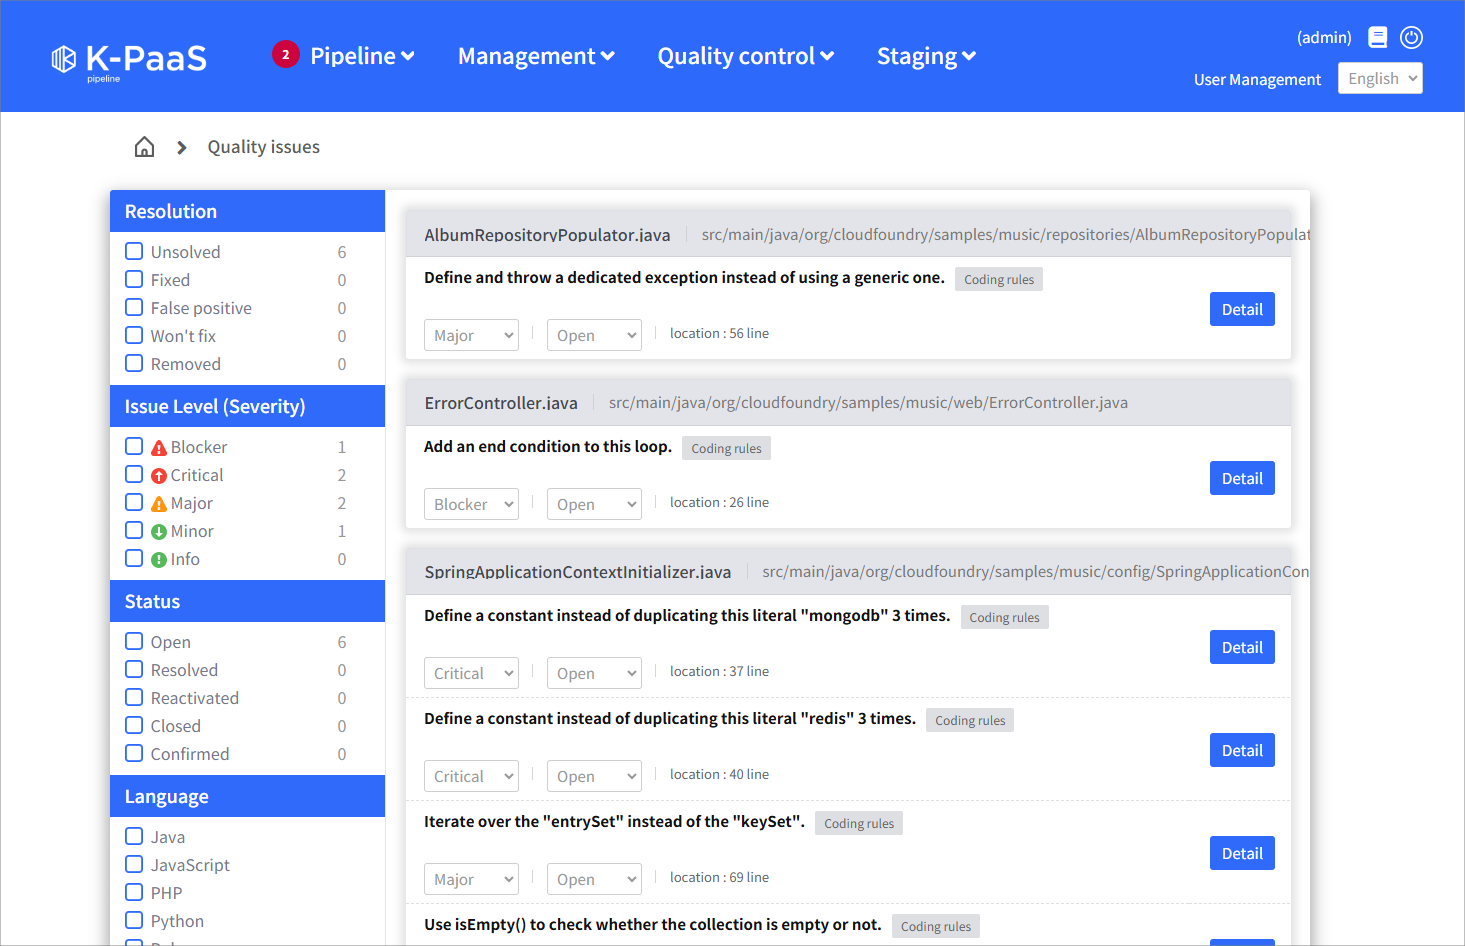 K-PaaS
pipeline
2 Pipeline Management Quality control Staging
(admin)
User Management English
Quality issues
Resolution
Unsolved 6
Fixed 0
False positive 0
Won't fix 0
Removed 0
Issue Level (Severity)
Blocker 1
Critical 2
Major 2
Minor 1
Info 0
Status
Open 6
Resolved 0
Reactivated 0
Closed 0
Confirmed 0
Language
Java
JavaScript
PHP
Python
AlbumRepositoryPopulator.java src/main/java/org/cloudfoundry/samples/music/repositories/AlbumRepositoryPopulat
Define and throw a dedicated exception instead of using a generic one. Coding rules
Detail
Major Open location : 56 line
ErrorController.java src/main/java/org/cloudfoundry/samples/music/web/ErrorController.java
Add an end condition to this loop. Coding rules
Detail
Blocker Open location : 26 line
SpringApplicationContextInitializer.java src/main/java/org/cloudfoundry/samples/music/config/SpringApplicationCon
Define a constant instead of duplicating this literal "mongodb" 3 times. Coding rules
Detail
Critical Open location : 37 line
Define a constant instead of duplicating this literal "redis" 3 times. Coding rules
Detail
Critical Open location : 40 line
Iterate over the "entrySet" instead of the "keySet". Coding rules
Detail
Major Open location : 69 line
Use isEmpty() to check whether the collection is empty or not. Coding rules